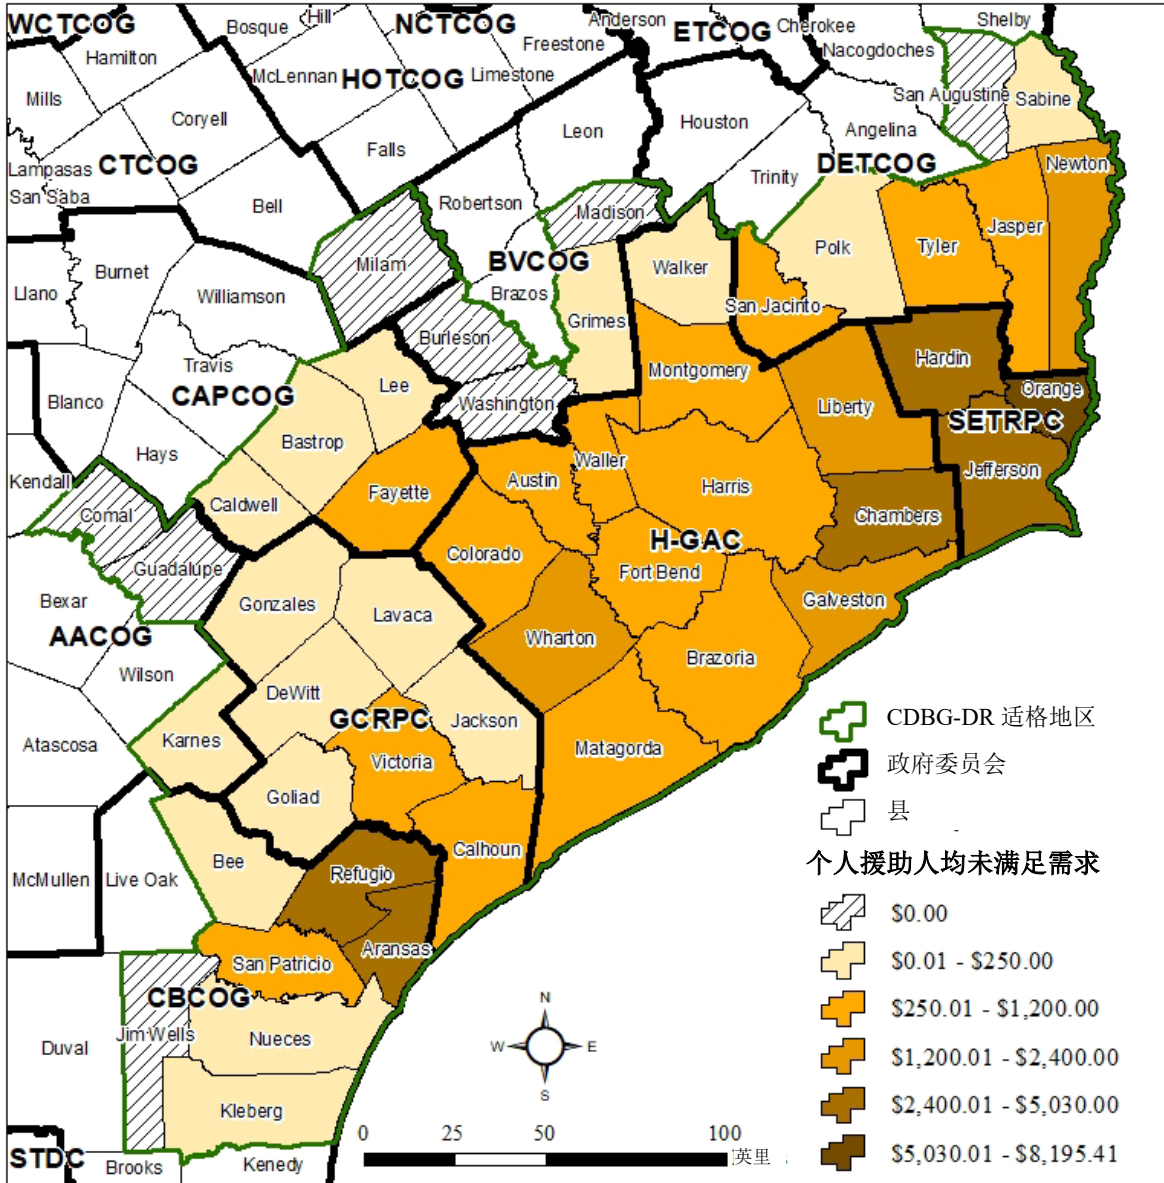 WCTCOG
Hill
Bosque
NCTCOG
Anderson
Cherokee
Shelby
Hamilton
Freestone
ETCOG
Nacogdoches
McLennan
HOTCOG
Limestone
Mills
San Augustine
Sabine
Coryell
Leon
Houston
Angelina
Falls
Lampasas
CTCOG
DETCOG
Newton
San Saba
Trinity
Bell
Robertson
Madison
Jasper
Burnet
Milam
BVCOG
Walker
Polk
Tyler
Llano
Williamson
Brazos
San Jacinto
Grimes
Burleson
Travis
Hardin
Montgomery
Lee
Orange
CAPCOG
Blanco
Washington
Liberty
SETRPC
Bastrop
Hays
Waller
Jefferson
Kendall
Austin
Harris
Fayette
Caldwell
Comal
Chambers
H-GAC
Colorado
Guadalupe
Fort Bend
Bexar
Gonzales
Lavaca
Galveston
AACOG
Wharton
Brazoria
Wilson
DeWitt
GCRPC
Jackson
CDBG-DR 适格地区
Karnes
Atascosa
Matagorda
Victoria
政府委员会
Goliad
县
Calhoun
Bee
个人援助人均未满足需求
Refugio
McMullen
Live Oak
$0.00
Aransas
San Patricio
$0.01 - $250.00
CBCOG
N
$250.01 - $1,200.00
Jim Wells
Nueces
Duval
W
E
$1,200.01 - $2,400.00
S
Kleberg
$2,400.01 - $5,030.00
0
25
50
100
STDC
Brooks
Kenedy
英里
$5,030.01 - $8,195.41